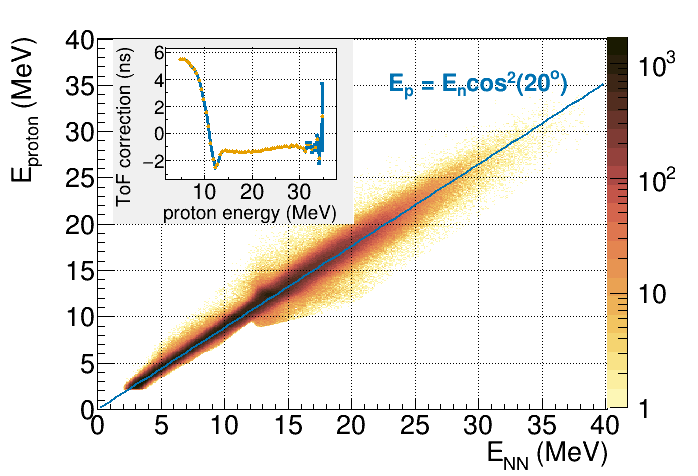 E_proton (MeV)
40
35
30
25
20
15
10
5
0
ToF correction (ns)
6
4
2
0
−2
10 20 30
proton energy (MeV)
E_p = E_n cos²(20°)
10³
10²
10
1
0 5 10 15 20 25 30 35 40
E_NN (MeV)